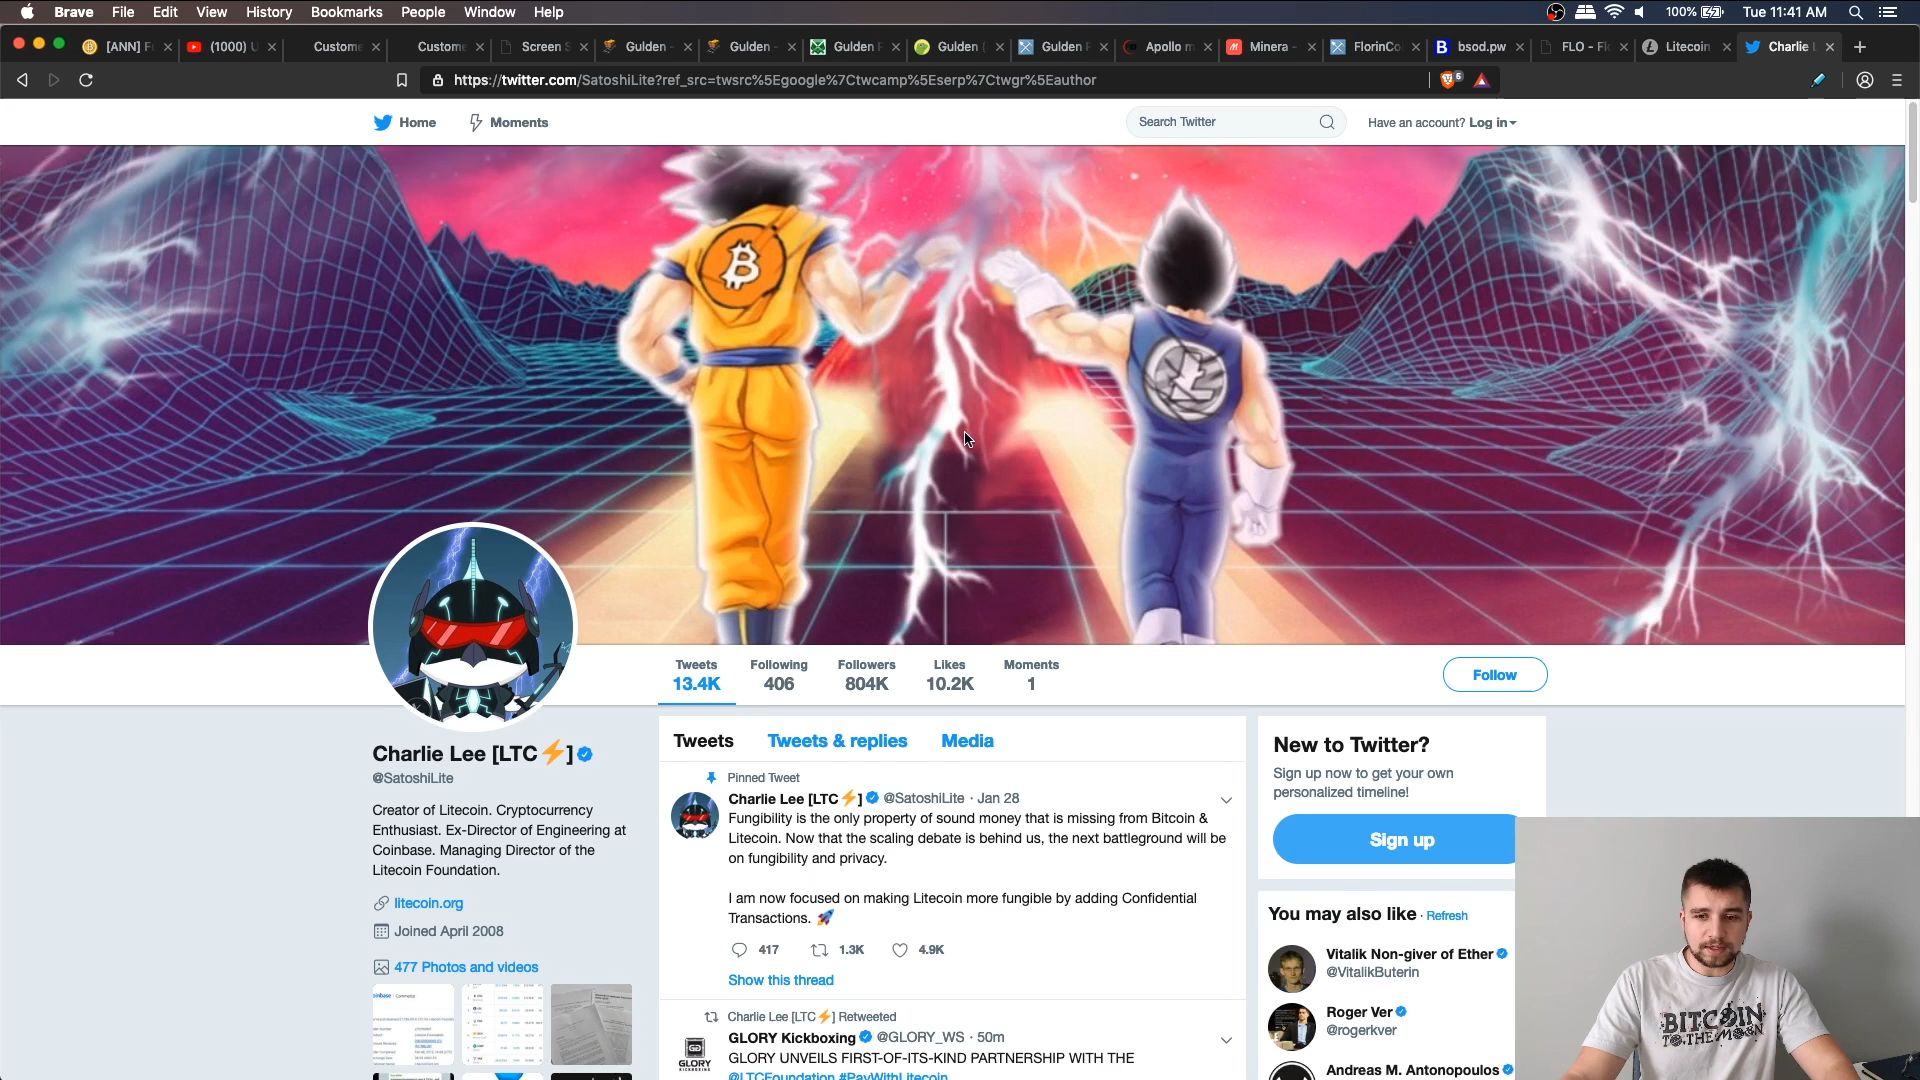 Brave File Edit View History Bookmarks People Window Help
100% Tue 11:41 AM
[ANN] F
(1000) U
Custome
Custome
Screen S
Gulden -
Gulden -
Gulden P
Gulden (
Gulden P
Apollo m
Minera -
FlorinCo
bsod.pw
FLO - Fl
Litecoin
Charlie L
https://twitter.com/SatoshiLite?ref_src=twsrc%5Egoogle%7Ctwcamp%5Eserp%7Ctwgr%5Eauthor
5
Home Moments
Search Twitter
Have an account? Log in
Tweets Following Followers Likes Moments
13.4K 406 804K 10.2K 1
Follow
Charlie Lee [LTC⚡]
@SatoshiLite
Creator of Litecoin. Cryptocurrency
Enthusiast. Ex-Director of Engineering at
Coinbase. Managing Director of the
Litecoin Foundation.
litecoin.org
Joined April 2008
477 Photos and videos
Tweets Tweets & replies Media
Pinned Tweet
Charlie Lee [LTC⚡] @SatoshiLite · Jan 28
Fungibility is the only property of sound money that is missing from Bitcoin &
Litecoin. Now that the scaling debate is behind us, the next battleground will be
on fungibility and privacy.
I am now focused on making Litecoin more fungible by adding Confidential
Transactions. 🚀
417 1.3K 4.9K
Show this thread
Charlie Lee [LTC⚡] Retweeted
GLORY Kickboxing @GLORY_WS · 50m
GLORY UNVEILS FIRST-OF-ITS-KIND PARTNERSHIP WITH THE
@LTCFoundation #PayWithLitecoin
GLORY
New to Twitter?
Sign up now to get your own
personalized timeline!
Sign up
You may also like · Refresh
Vitalik Non-giver of Ether
@VitalikButerin
Roger Ver
@rogerkver
Andreas M. Antonopoulos
BITCOIN
TO THE MOON